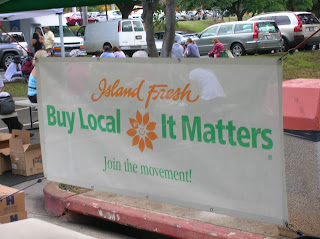 Island Fresh
Buy Local It Matters
Join the movement!